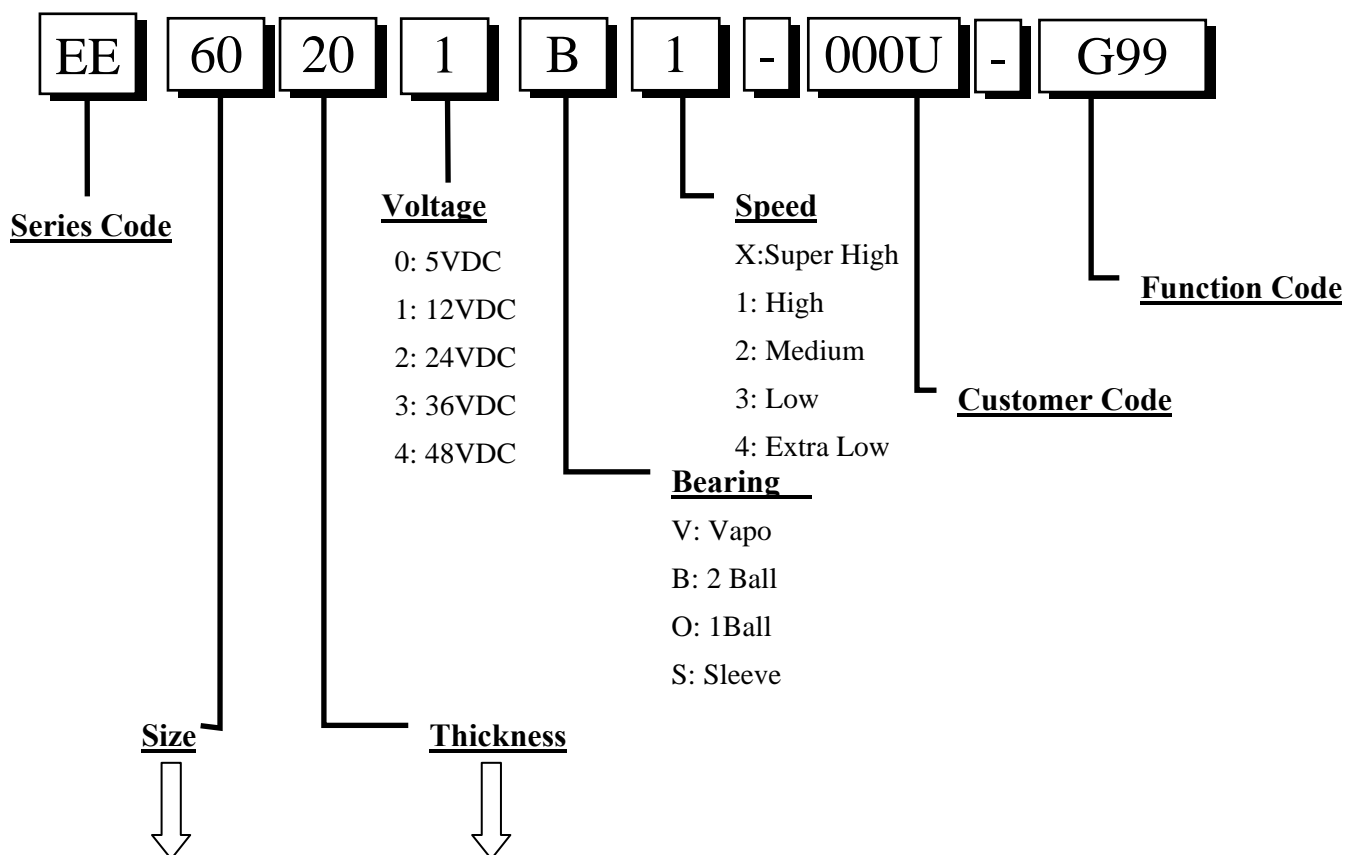 EE 60 20 1 B 1 - 000U - G99
Series Code
Voltage
0: 5VDC
1: 12VDC
2: 24VDC
3: 36VDC
4: 48VDC
Speed
X:Super High
1: High
2: Medium
3: Low
4: Extra Low
Function Code
Customer Code
Bearing
V: Vapo
B: 2 Ball
O: 1Ball
S: Sleeve
Size
Thickness